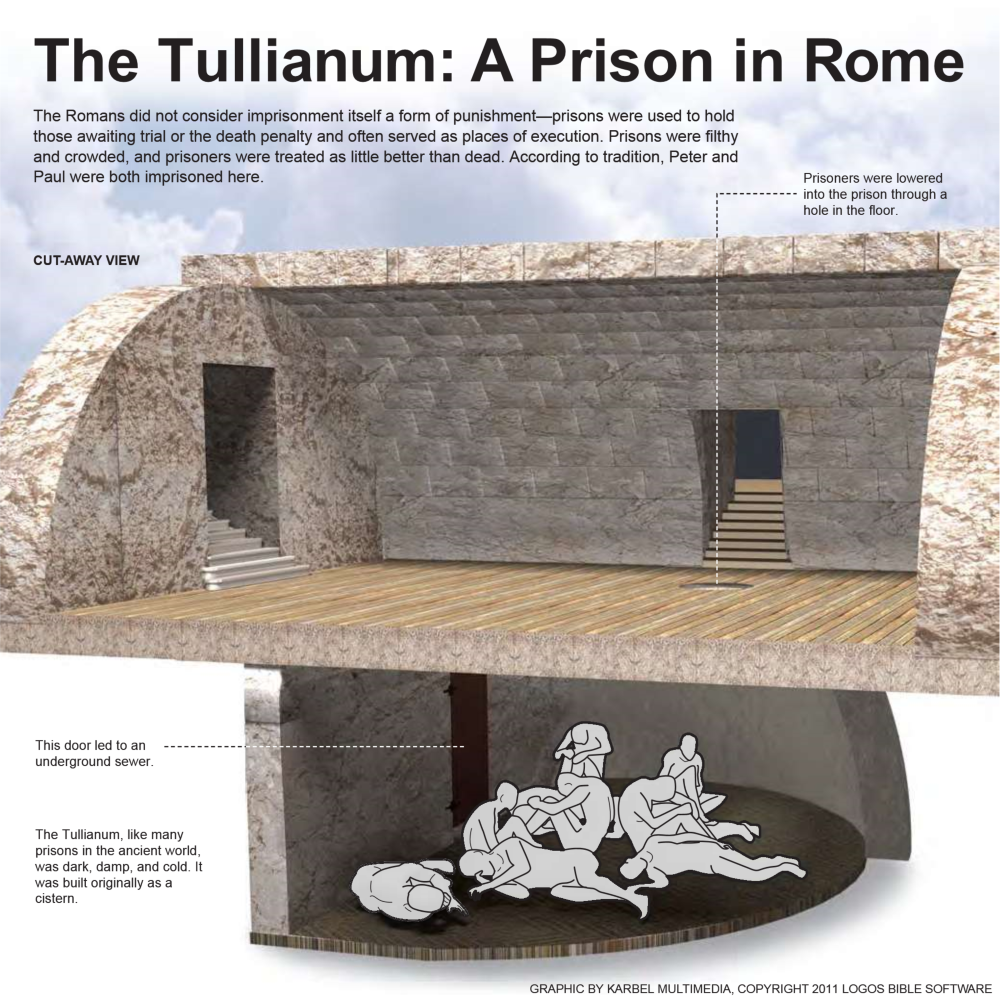 The Tullianum: A Prison in Rome
The Romans did not consider imprisonment itself a form of punishment—prisons were used to hold
those awaiting trial or the death penalty and often served as places of execution. Prisons were filthy
and crowded, and prisoners were treated as little better than dead. According to tradition, Peter and
Paul were both imprisoned here.
Prisoners were lowered
into the prison through a
hole in the floor.
CUT-AWAY VIEW
This door led to an
underground sewer.
The Tullianum, like many
prisons in the ancient world,
was dark, damp, and cold. It
was built originally as a
cistern.
GRAPHIC BY KARBEL MULTIMEDIA, COPYRIGHT 2011 LOGOS BIBLE SOFTWARE